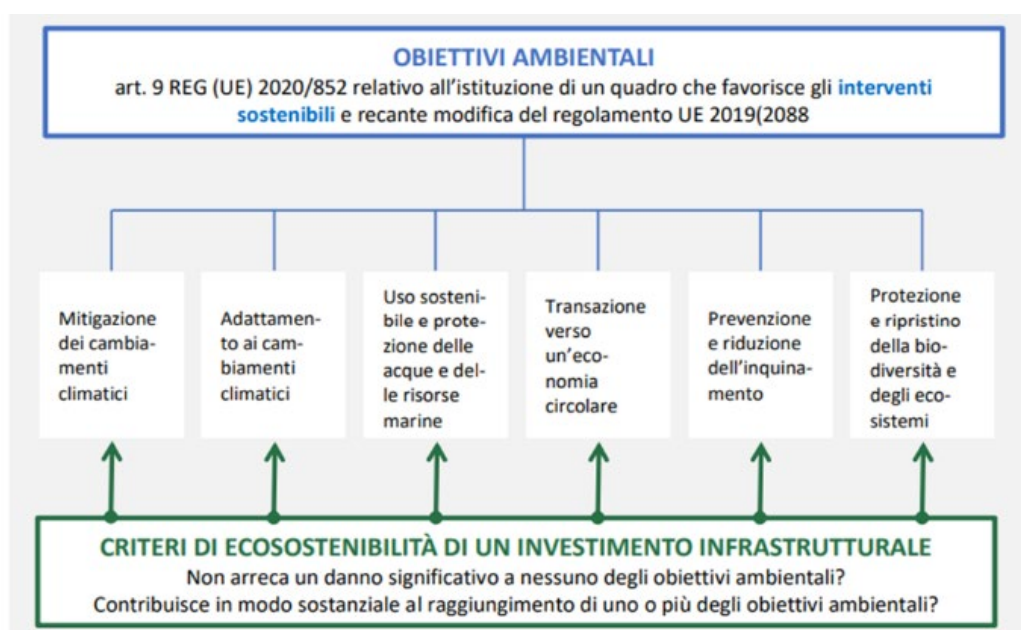 OBIETTIVI AMBIENTALI
art. 9 REG (UE) 2020/852 relativo all’istituzione di un quadro che favorisce gli interventi
sostenibili e recante modifica del regolamento UE 2019(2088
Mitigazione
dei cambia-
menti
climatici
Adattamen-
to ai cam-
biamenti
climatici
Uso sosteni-
bile e prote-
zione delle
acque e del-
le risorse
marine
Transazione
verso
un’eco-
nomia
circolare
Prevenzione
e riduzione
dell’inquina-
mento
Protezione
e ripristino
della bio-
diversità e
degli eco-
sistemi
CRITERI DI ECOSOSTENIBILITÀ DI UN INVESTIMENTO INFRASTRUTTURALE
Non arreca un danno significativo a nessuno degli obiettivi ambientali?
Contribuisce in modo sostanziale al raggiungimento di uno o più degli obiettivi ambientali?